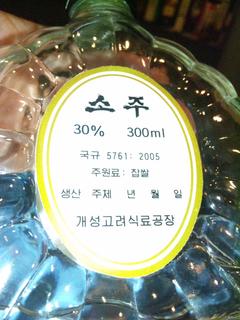 소주
30% 300ml
국규 5761: 2005
주원료: 찹쌀
생산 주제 년 월 일
개성고려식료공장